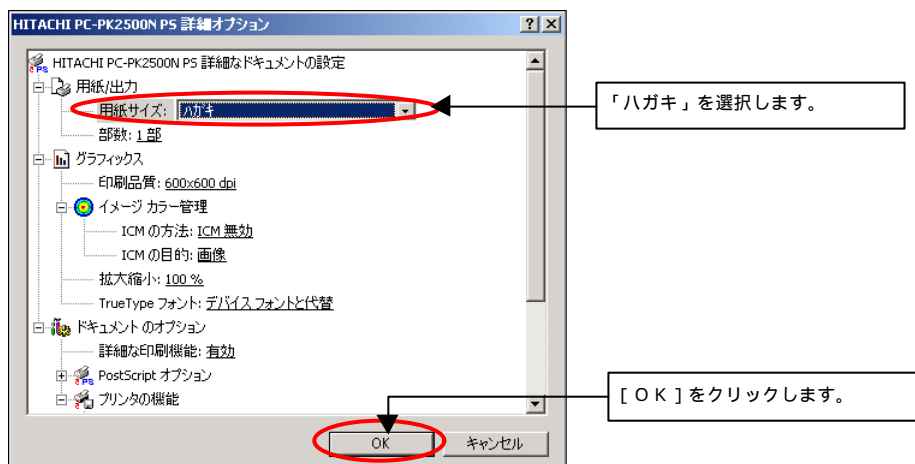 HITACHI PC-PK2500N PS 詳細オプション
HITACHI PC-PK2500N PS 詳細なドキュメントの設定
用紙/出力
用紙サイズ: ハガキ
「ハガキ」を選択します。
部数: 1 部
グラフィックス
印刷品質: 600x600 dpi
イメージ カラー管理
ICM の方法: ICM 無効
ICM の目的: 画像
拡大縮小: 100 %
TrueType フォント: デバイス フォントと代替
ドキュメント のオプション
詳細な印刷機能: 有効
PostScript オプション
プリンタの機能
[ＯＫ]をクリックします。
OK
キャンセル